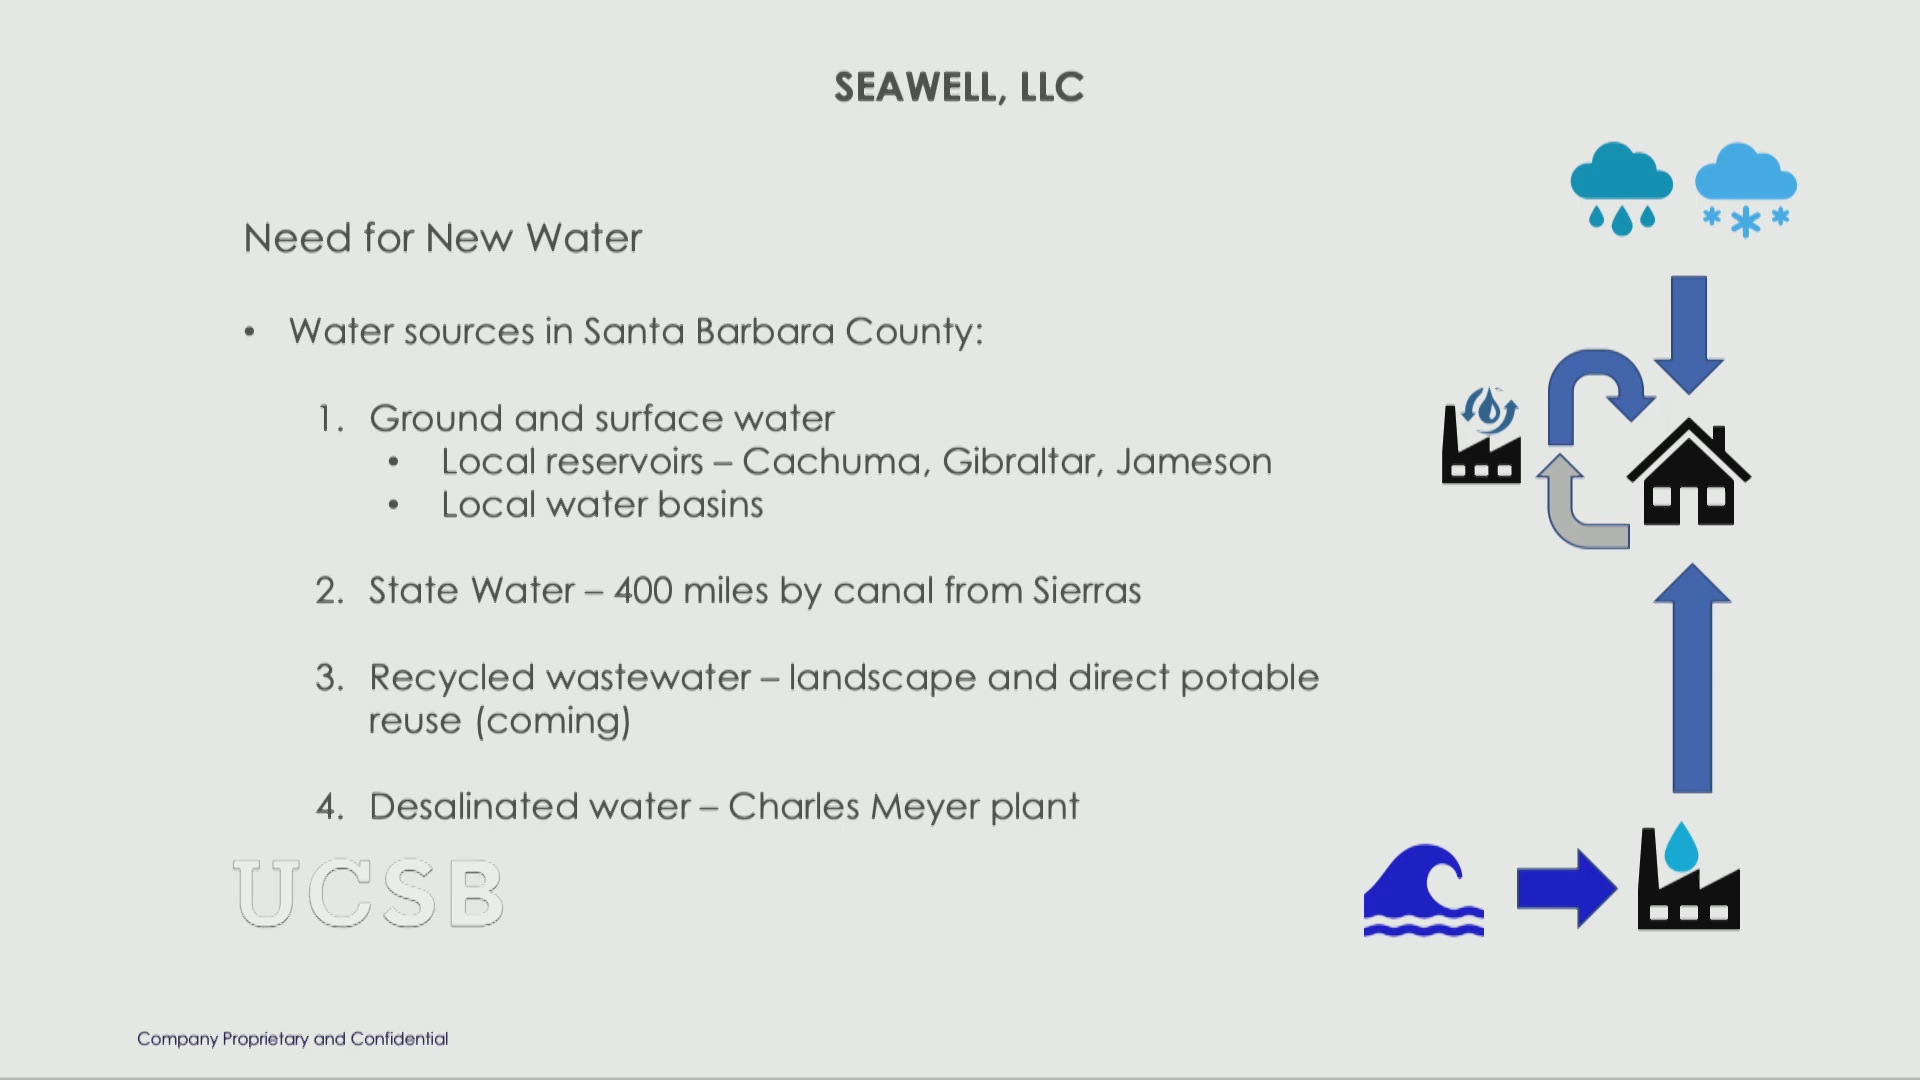 SEAWELL, LLC
Need for New Water
• Water sources in Santa Barbara County:
1. Ground and surface water
• Local reservoirs – Cachuma, Gibraltar, Jameson
• Local water basins
2. State Water – 400 miles by canal from Sierras
3. Recycled wastewater – landscape and direct potable
reuse (coming)
4. Desalinated water – Charles Meyer plant
UCSB
Company Proprietary and Confidential